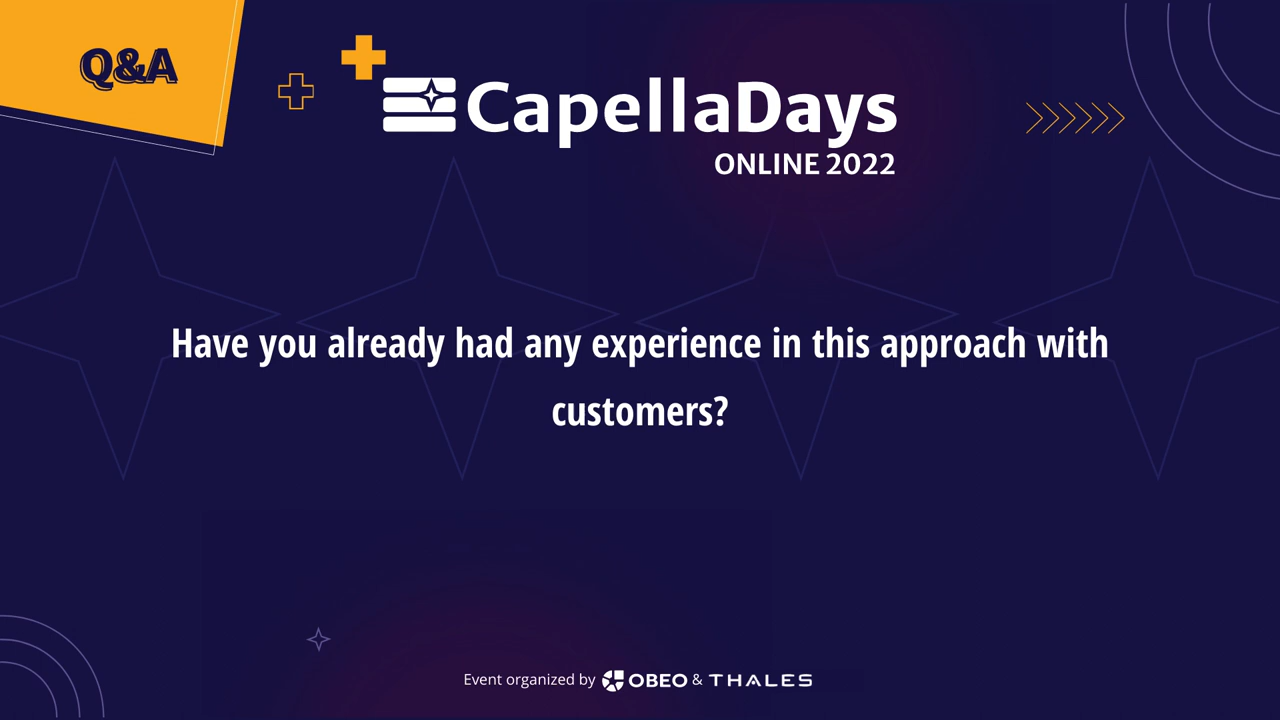 Q&A
CapellaDays
ONLINE 2022
Have you already had any experience in this approach with
customers?
Event organized by OBEO & THALES